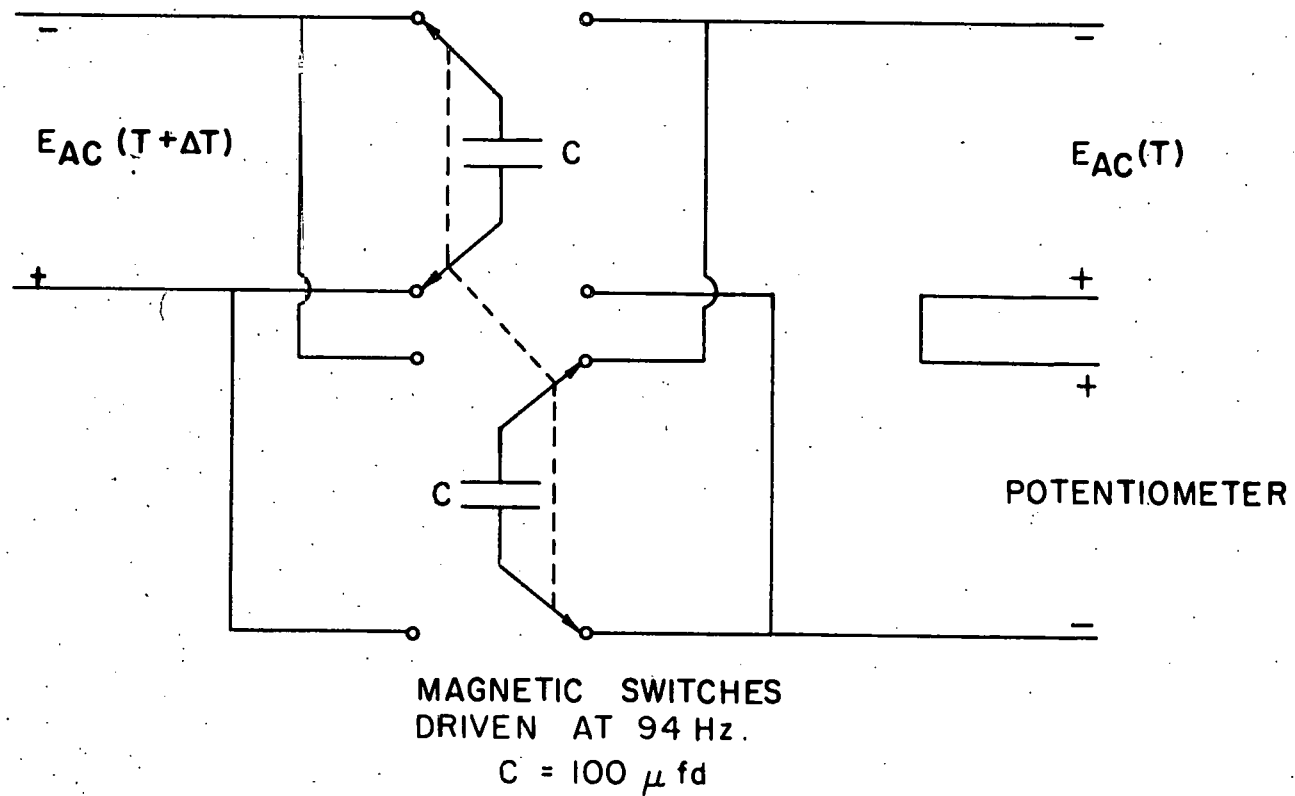 -
-
E_AC (T+ΔT)
C
E_AC(T)
+
+
+
C
POTENTIOMETER
-
MAGNETIC SWITCHES
DRIVEN AT 94 Hz.
C = 100 μ fd